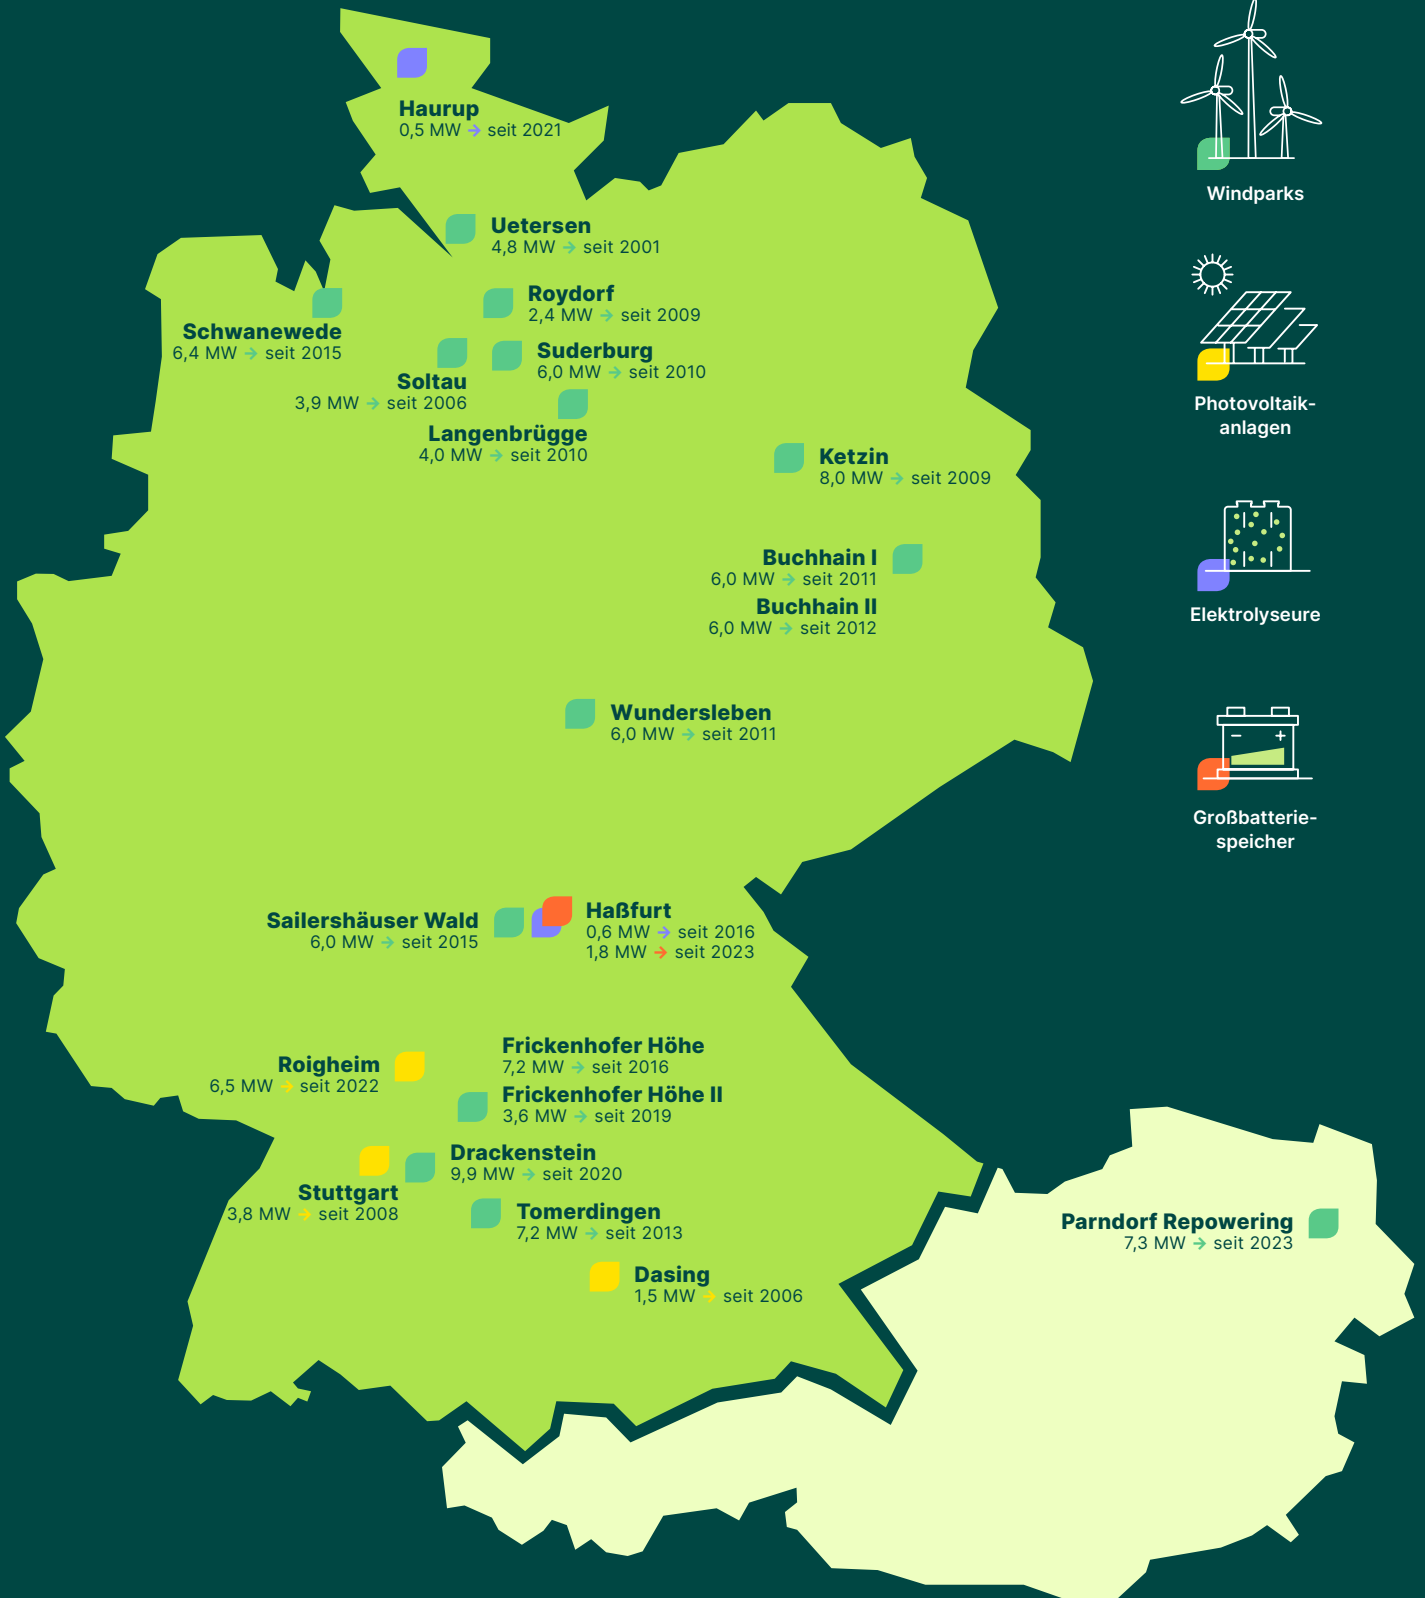 Haurup
0,5 MW → seit 2021
Uetersen
4,8 MW → seit 2001
Roydorf
2,4 MW → seit 2009
Schwanewede
6,4 MW → seit 2015
Suderburg
6,0 MW → seit 2010
Soltau
3,9 MW → seit 2006
Langenbrügge
4,0 MW → seit 2010
Ketzin
8,0 MW → seit 2009
Buchhain I
6,0 MW → seit 2011
Buchhain II
6,0 MW → seit 2012
Wundersleben
6,0 MW → seit 2011
Sailershäuser Wald
6,0 MW → seit 2015
Haßfurt
0,6 MW → seit 2016
1,8 MW → seit 2023
Frickenhofer Höhe
7,2 MW → seit 2016
Roigheim
6,5 MW → seit 2022
Frickenhofer Höhe II
3,6 MW → seit 2019
Drackenstein
9,9 MW → seit 2020
Stuttgart
3,8 MW → seit 2008
Tomerdingen
7,2 MW → seit 2013
Dasing
1,5 MW → seit 2006
Parndorf Repowering
7,3 MW → seit 2023
Windparks
Photovoltaik-
anlagen
Elektrolyseure
Großbatterie-
speicher